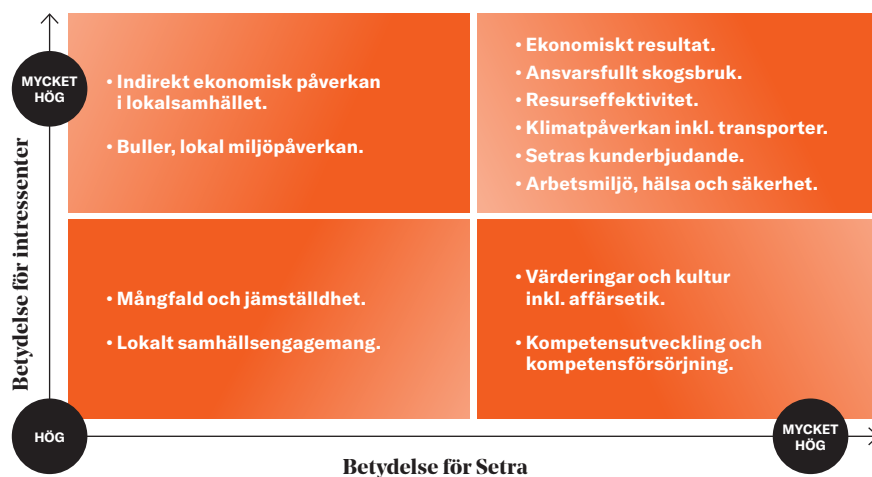 MYCKET
HÖG
• Indirekt ekonomisk påverkan
i lokalsamhället.
• Buller, lokal miljöpåverkan.
• Ekonomiskt resultat.
• Ansvarsfullt skogsbruk.
• Resurseffektivitet.
• Klimatpåverkan inkl. transporter.
• Setras kunderbjudande.
• Arbetsmiljö, hälsa och säkerhet.
Betydelse för intressenter
• Mångfald och jämställdhet.
• Lokalt samhällsengagemang.
• Värderingar och kultur
inkl. affärsetik.
• Kompetensutveckling och
kompetensförsörjning.
HÖG
MYCKET
HÖG
Betydelse för Setra